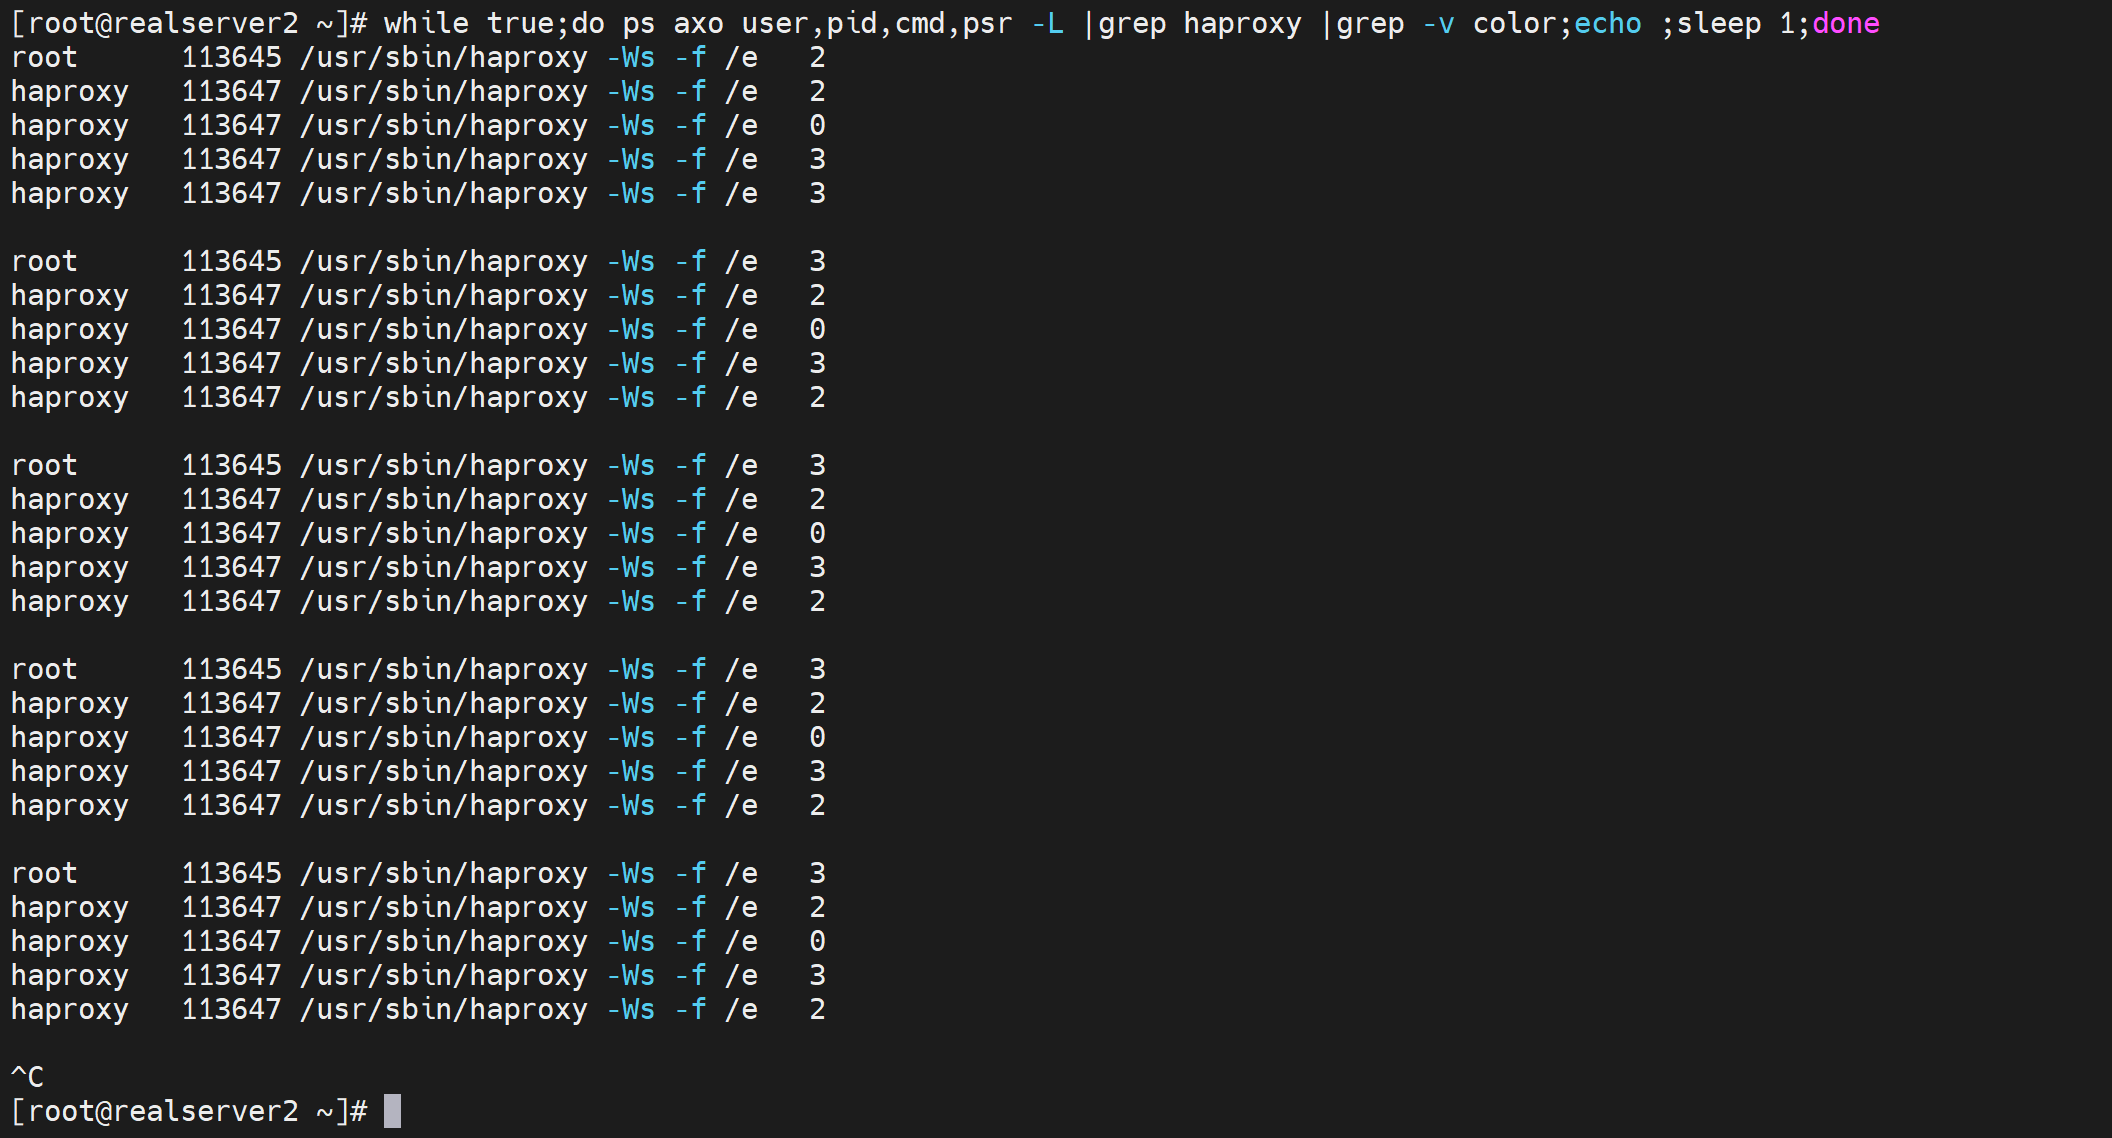 [root@realserver2 ~]# while true;do ps axo user,pid,cmd,psr -L |grep haproxy |grep -v color;echo ;sleep 1;done
root      113645 /usr/sbin/haproxy -Ws -f /e   2
haproxy   113647 /usr/sbin/haproxy -Ws -f /e   2
haproxy   113647 /usr/sbin/haproxy -Ws -f /e   0
haproxy   113647 /usr/sbin/haproxy -Ws -f /e   3
haproxy   113647 /usr/sbin/haproxy -Ws -f /e   3

root      113645 /usr/sbin/haproxy -Ws -f /e   3
haproxy   113647 /usr/sbin/haproxy -Ws -f /e   2
haproxy   113647 /usr/sbin/haproxy -Ws -f /e   0
haproxy   113647 /usr/sbin/haproxy -Ws -f /e   3
haproxy   113647 /usr/sbin/haproxy -Ws -f /e   2

root      113645 /usr/sbin/haproxy -Ws -f /e   3
haproxy   113647 /usr/sbin/haproxy -Ws -f /e   2
haproxy   113647 /usr/sbin/haproxy -Ws -f /e   0
haproxy   113647 /usr/sbin/haproxy -Ws -f /e   3
haproxy   113647 /usr/sbin/haproxy -Ws -f /e   2

root      113645 /usr/sbin/haproxy -Ws -f /e   3
haproxy   113647 /usr/sbin/haproxy -Ws -f /e   2
haproxy   113647 /usr/sbin/haproxy -Ws -f /e   0
haproxy   113647 /usr/sbin/haproxy -Ws -f /e   3
haproxy   113647 /usr/sbin/haproxy -Ws -f /e   2

root      113645 /usr/sbin/haproxy -Ws -f /e   3
haproxy   113647 /usr/sbin/haproxy -Ws -f /e   2
haproxy   113647 /usr/sbin/haproxy -Ws -f /e   0
haproxy   113647 /usr/sbin/haproxy -Ws -f /e   3
haproxy   113647 /usr/sbin/haproxy -Ws -f /e   2

^C
[root@realserver2 ~]#